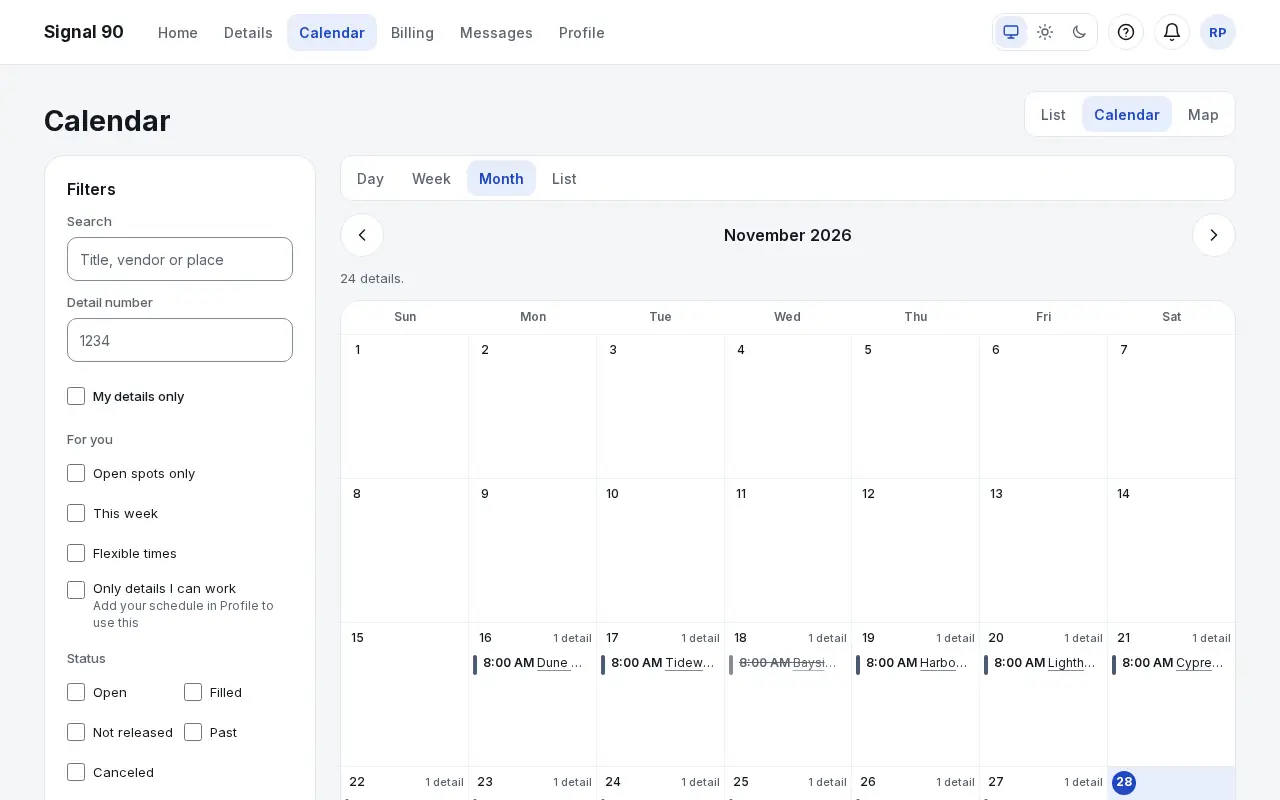 Signal 90
Home
Details
Calendar
Billing
Messages
Profile
RP
Calendar
List
Calendar
Map
Filters
Search
Title, vendor or place
Detail number
1234
My details only
For you
Open spots only
This week
Flexible times
Only details I can work
Add your schedule in Profile to
use this
Status
Open
Filled
Not released
Past
Canceled
Day
Week
Month
List
November 2026
24 details.
Sun Mon Tue Wed Thu Fri Sat
1 2 3 4 5 6 7
8 9 10 11 12 13 14
15
16 1 detail
8:00 AM Dune …
17 1 detail
8:00 AM Tidew…
18 1 detail
8:00 AM Baysi…
19 1 detail
8:00 AM Harbo…
20 1 detail
8:00 AM Lighth…
21 1 detail
8:00 AM Cypre…
22 1 detail
23 1 detail
24 1 detail
25 1 detail
26 1 detail
27 1 detail
28